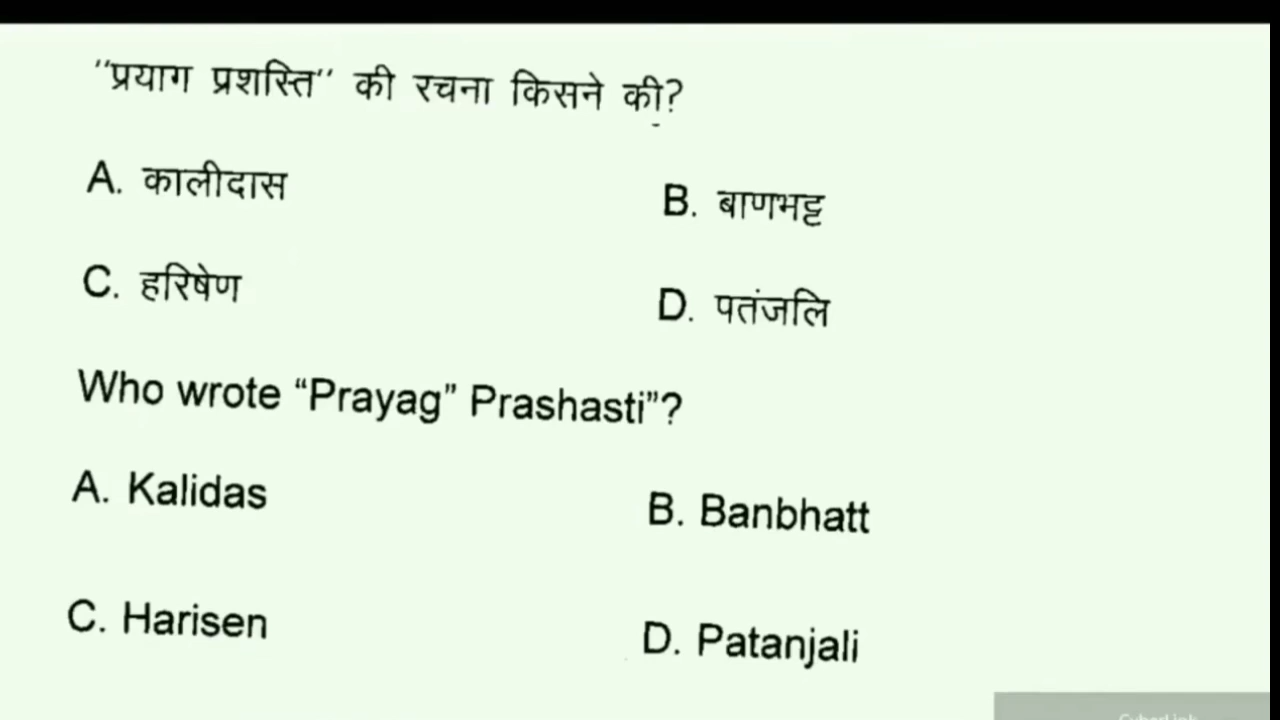 ''प्रयाग प्रशस्ति'' की रचना किसने की?
A. कालीदास B. बाणभट्ट
C. हरिषेण D. पतंजलि
Who wrote “Prayag” Prashasti”?
A. Kalidas B. Banbhatt
C. Harisen D. Patanjali